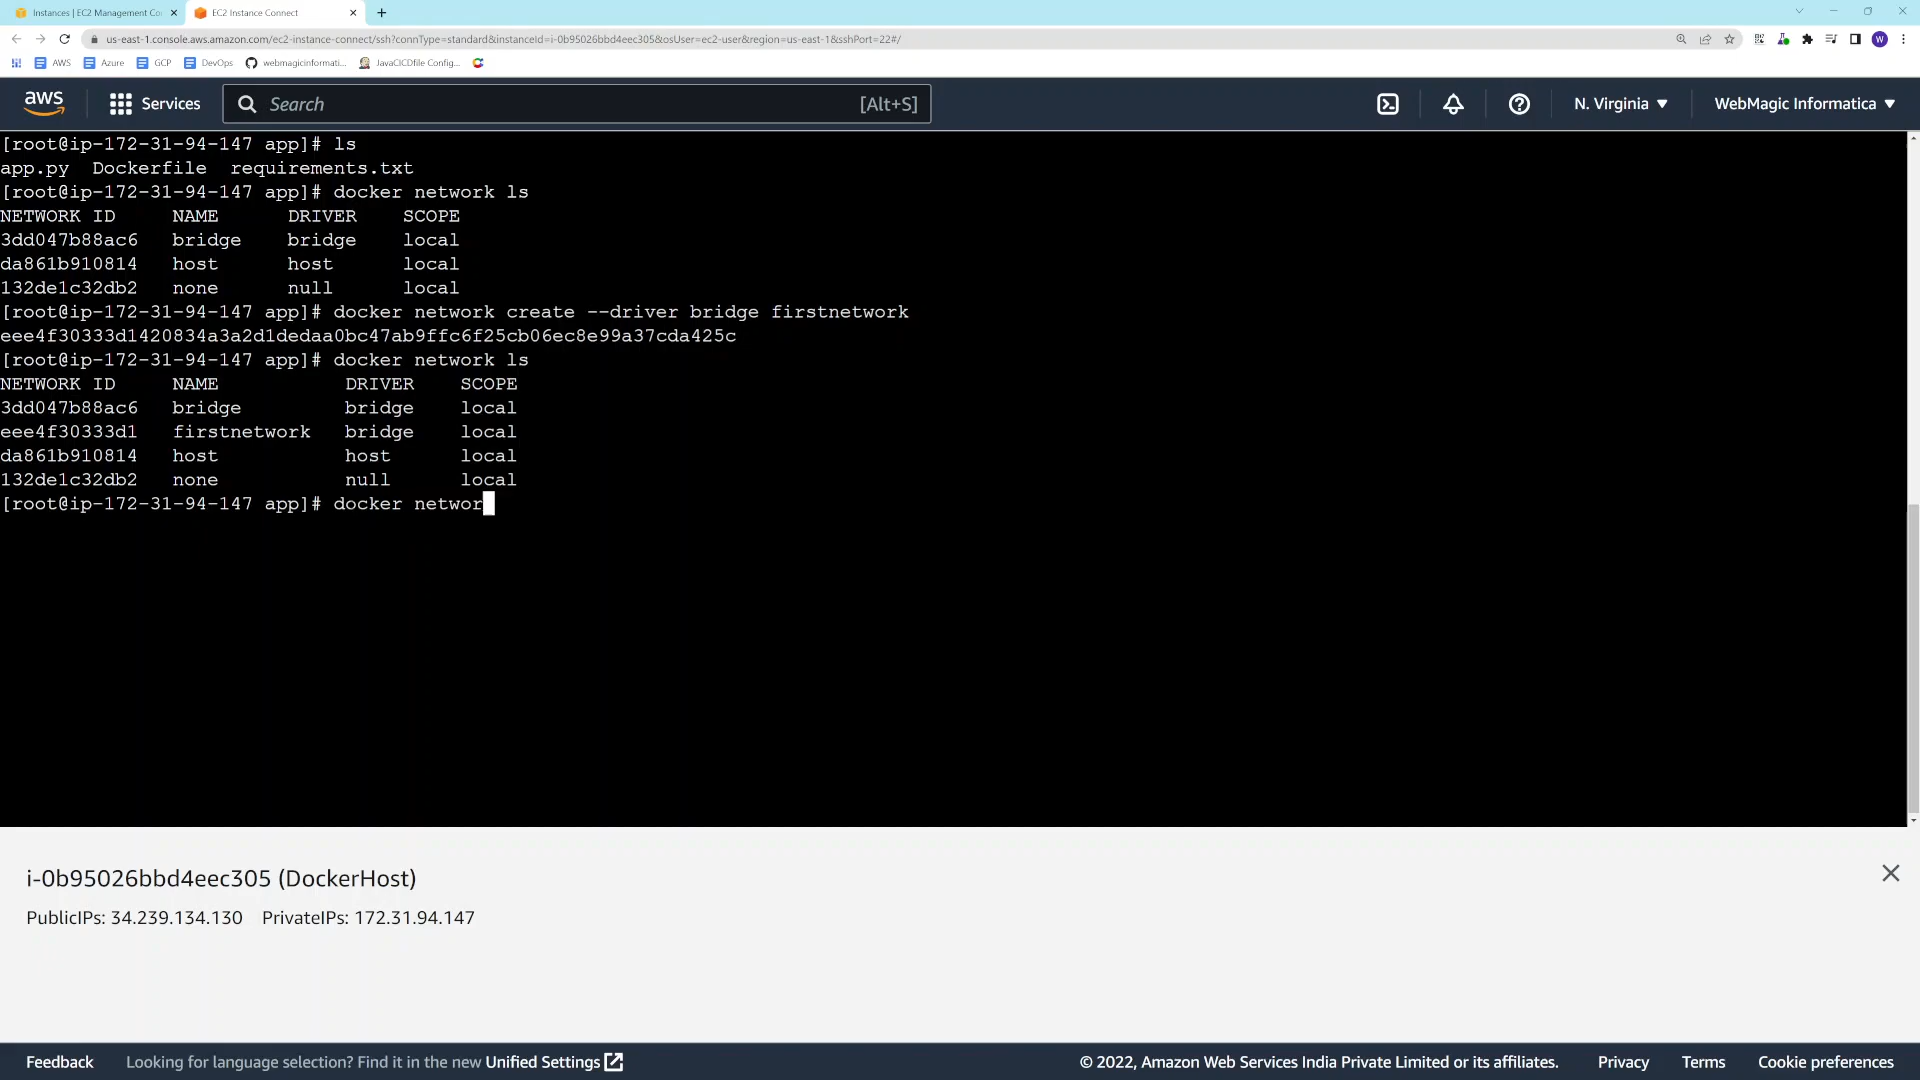 Instances | EC2 Management Co
EC2 Instance Connect
us-east-1.console.aws.amazon.com/ec2-instance-connect/ssh?connType=standard&instanceId=i-0b95026bbd4eec305&osUser=ec2-user&region=us-east-1&sshPort=22#/
AWS Azure GCP DevOps webmagicinformati... JavaCICDfile Config...
aws Services Search [Alt+S] N. Virginia WebMagic Informatica
[root@ip-172-31-94-147 app]# ls
app.py  Dockerfile  requirements.txt
[root@ip-172-31-94-147 app]# docker network ls
NETWORK ID     NAME      DRIVER    SCOPE
3dd047b88ac6   bridge    bridge    local
da861b910814   host      host      local
132de1c32db2   none      null      local
[root@ip-172-31-94-147 app]# docker network create --driver bridge firstnetwork
eee4f30333d1420834a3a2d1dedaa0bc47ab9ffc6f25cb06ec8e99a37cda425c
[root@ip-172-31-94-147 app]# docker network ls
NETWORK ID     NAME           DRIVER    SCOPE
3dd047b88ac6   bridge         bridge    local
eee4f30333d1   firstnetwork   bridge    local
da861b910814   host           host      local
132de1c32db2   none           null      local
[root@ip-172-31-94-147 app]# docker networ
i-0b95026bbd4eec305 (DockerHost)
PublicIPs: 34.239.134.130 PrivateIPs: 172.31.94.147
Feedback Looking for language selection? Find it in the new Unified Settings © 2022, Amazon Web Services India Private Limited or its affiliates. Privacy Terms Cookie preferences